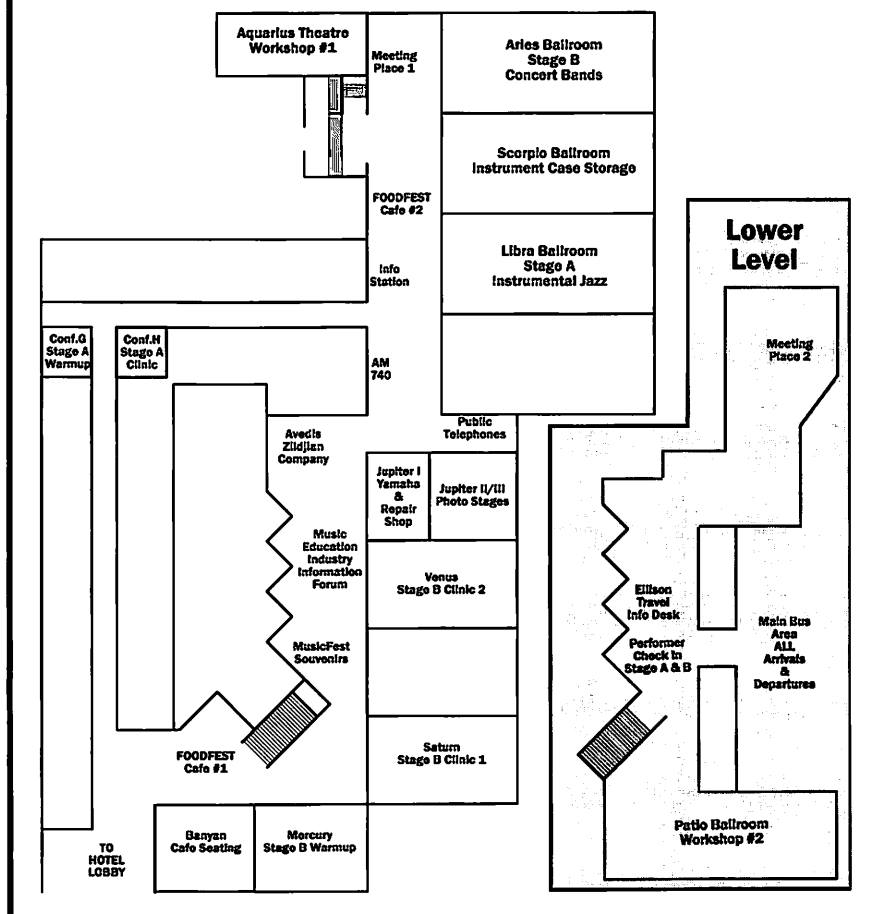 Aquarius Theatre
Workshop #1
Meeting
Place 1
Aries Ballroom
Stage B
Concert Bands
Scorpio Ballroom
Instrument Case Storage
FOODFEST
Cafe #2
Libra Ballroom
Stage A
Instrumental Jazz
Info
Station
Lower
Level
Conf.G
Stage A
Warmup
Conf.H
Stage A
Clinic
AM
740
Meeting
Place 2
Public
Telephones
Avedis
Zildjian
Company
Jupiter I
Yamaha
&
Repair
Shop
Jupiter II/III
Photo Stages
Music
Education
Industry
Information
Forum
Venus
Stage B Clinic 2
Ellison
Travel
Info Desk
Performer
Check In
Stage A & B
Main Bus
Area
ALL
Arrivals
&
Departures
MusicFest
Souvenirs
FOODFEST
Cafe #1
Saturn
Stage B Clinic 1
Banyan
Cafe Seating
Mercury
Stage B Warmup
TO
HOTEL
LOBBY
Patio Ballroom
Workshop #2